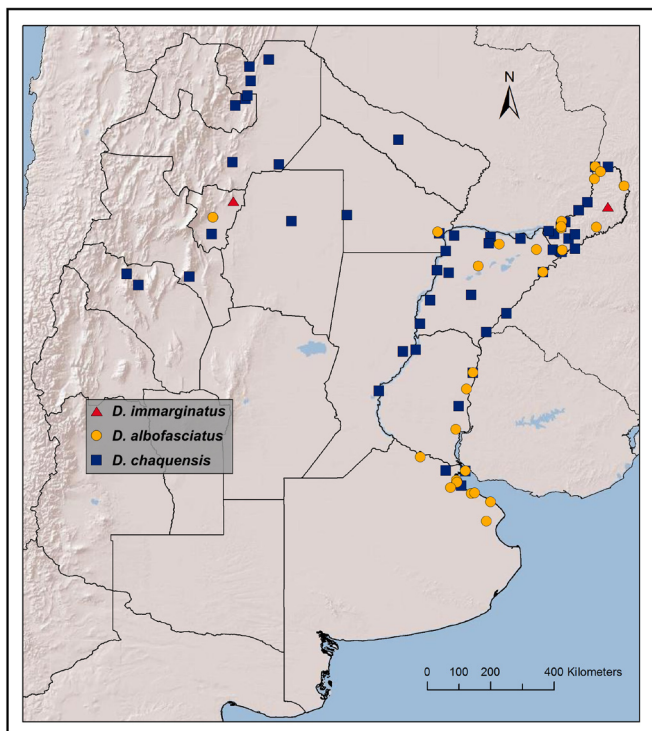 N
D. immarginatus
D. albofasciatus
D. chaquensis
0 100 200 400 Kilometers